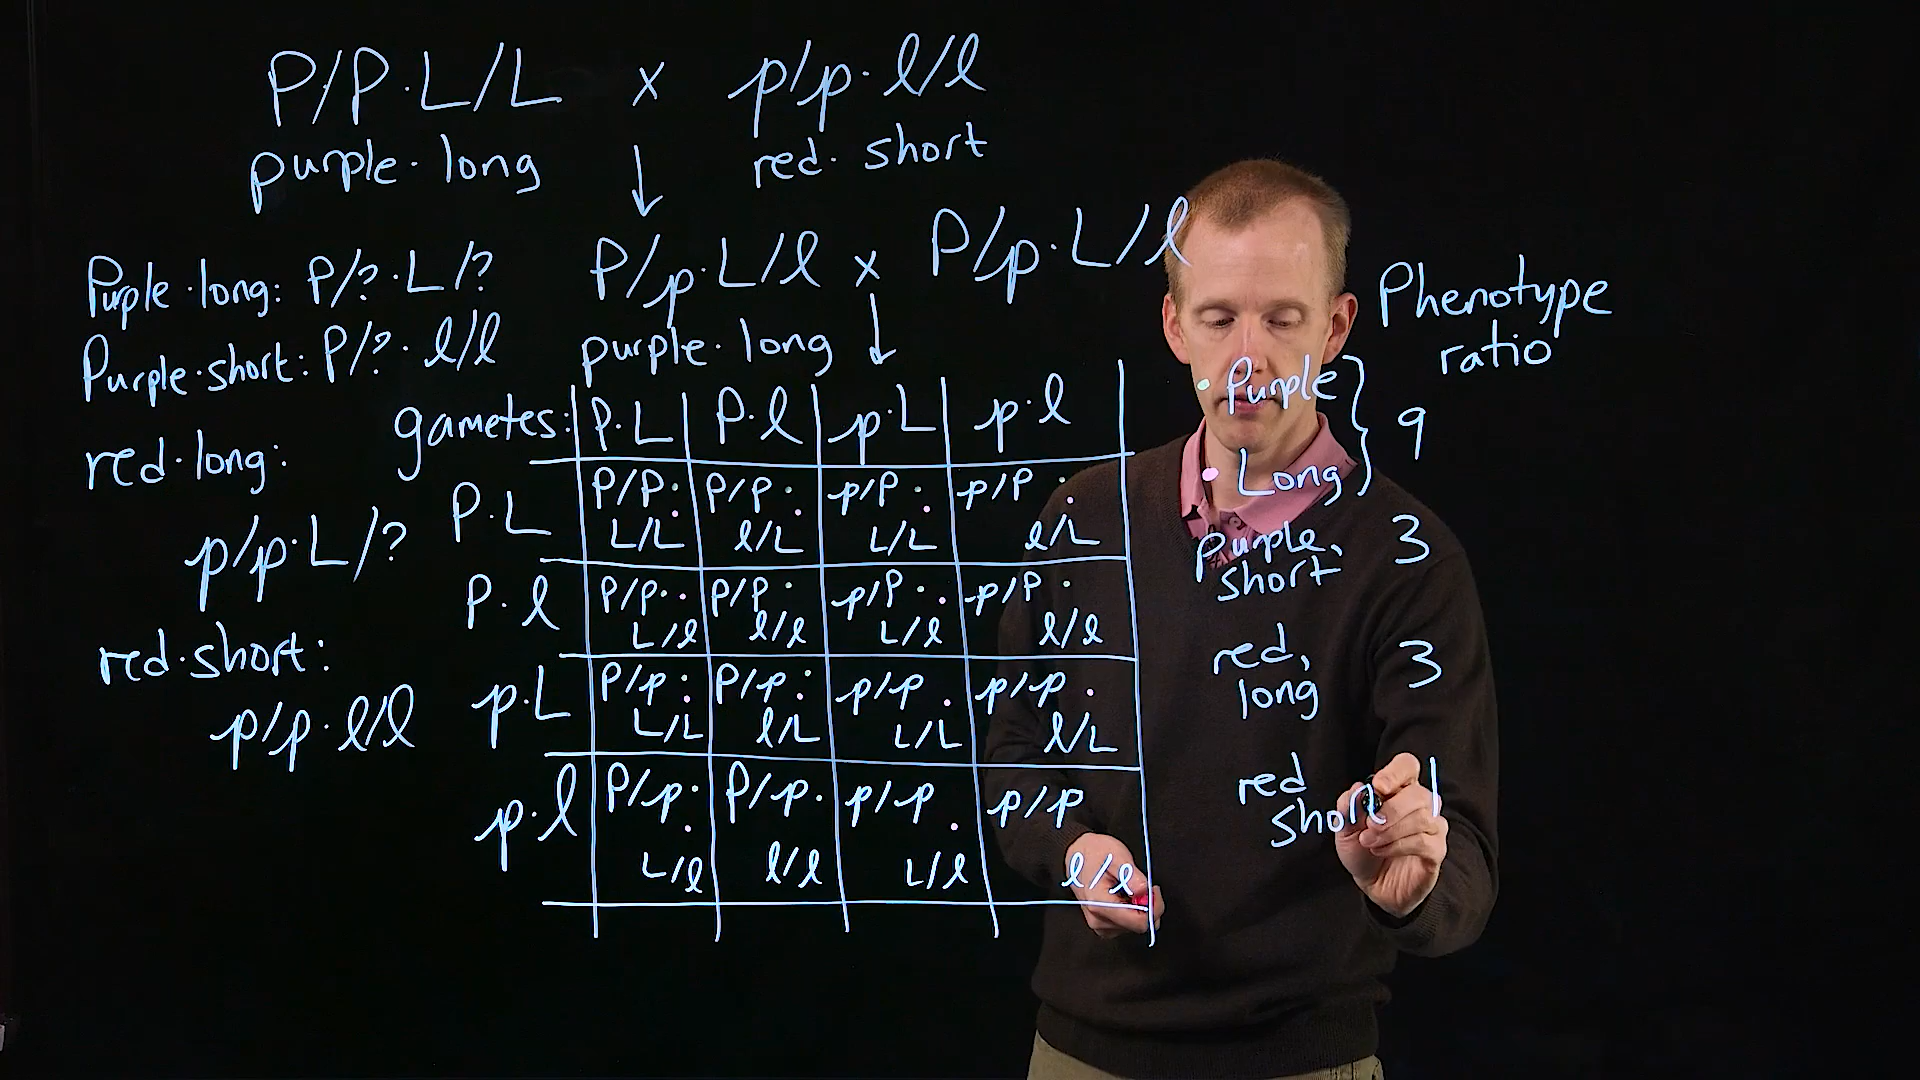 P/P · L/L x p/p · l/l
purple · long red · short
P/p · L/l x P/p · L/l
purple · long
Purple · long: P/? · L/?
Purple · short: P/? · l/l
red · long:
p/p · L/?
red · short:
p/p · l/l
gametes: P·L P·l p·L p·l
P·L P/P· L/L P/P· l/L p/P· L/L p/P· l/L
P·l P/P· L/l P/P· l/l p/P· L/l p/P· l/l
p·L P/p· L/L P/p· l/L p/p· L/L p/p· l/L
p·l P/p· L/l P/p· l/l p/p· L/l p/p l/l
Phenotype
ratio
• Purple
• Long } 9
purple,
short 3
red,
long 3
red
short 1